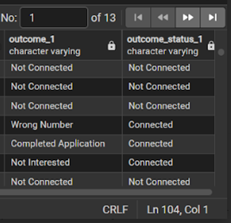 No: 1 of 13
outcome_1 outcome_status_1
character varying character varying
Not Connected Not Connected
Not Connected Not Connected
Not Connected Not Connected
Wrong Number Connected
Completed Application Connected
Not Interested Connected
Not Connected Not Connected
CRLF Ln 104, Col 1